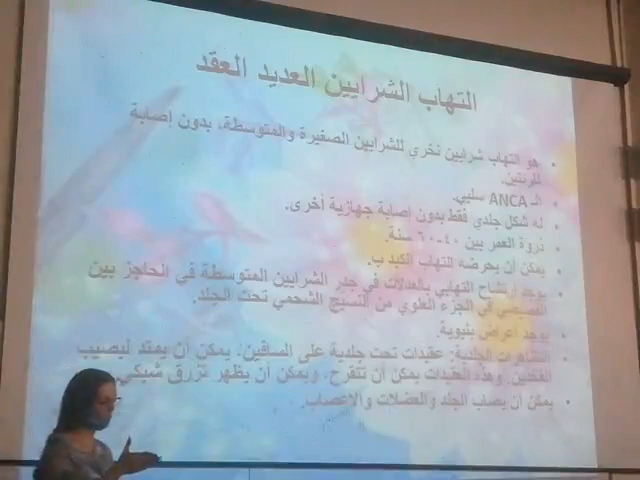 التهاب الشرايين العديد العقد
هو التهاب شرايين نخري للشرايين الصغيرة والمتوسطة، بدون إصابة
للرئتين.
الـ ANCA سلبي.
له شكل جلدي فقط بدون إصابة جهازية أخرى.
ذروة العمر بين ٤٠-٦٠ سنة.
يمكن أن يحرضه التهاب الكبد ب.
يوجد ارتشاح التهابي بالعدلات في جدر الشرايين المتوسطة في الحاجز بين
الفصيصي في الجزء العلوي من النسيج الشحمي تحت الجلد.
يوجد أعراض بنيوية.
التظاهرات الجلدية: عقيدات تحت جلدية على الساقين، يمكن أن يمتد ليصيب
الفخذين. وهذه العقيدات يمكن أن تتقرح، ويمكن أن يظهر تزرق شبكي.
يمكن أن يصاب الجلد والعضلات والأعصاب.